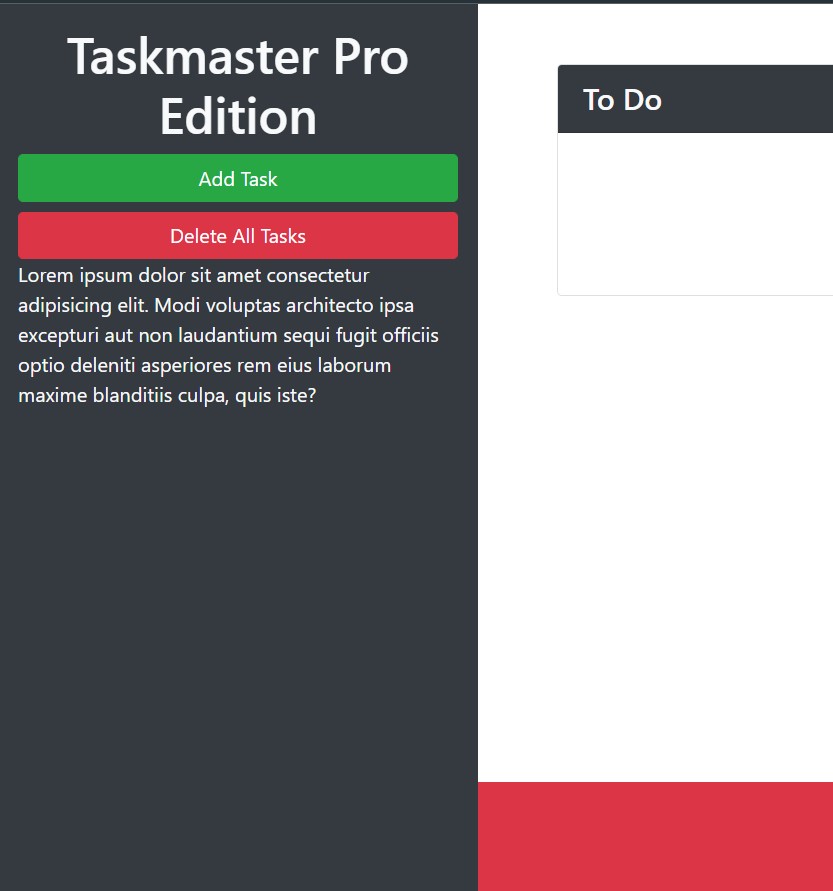 Taskmaster Pro
Edition
Add Task
Delete All Tasks
Lorem ipsum dolor sit amet consectetur
adipisicing elit. Modi voluptas architecto ipsa
excepturi aut non laudantium sequi fugit officiis
optio deleniti asperiores rem eius laborum
maxime blanditiis culpa, quis iste?
To Do